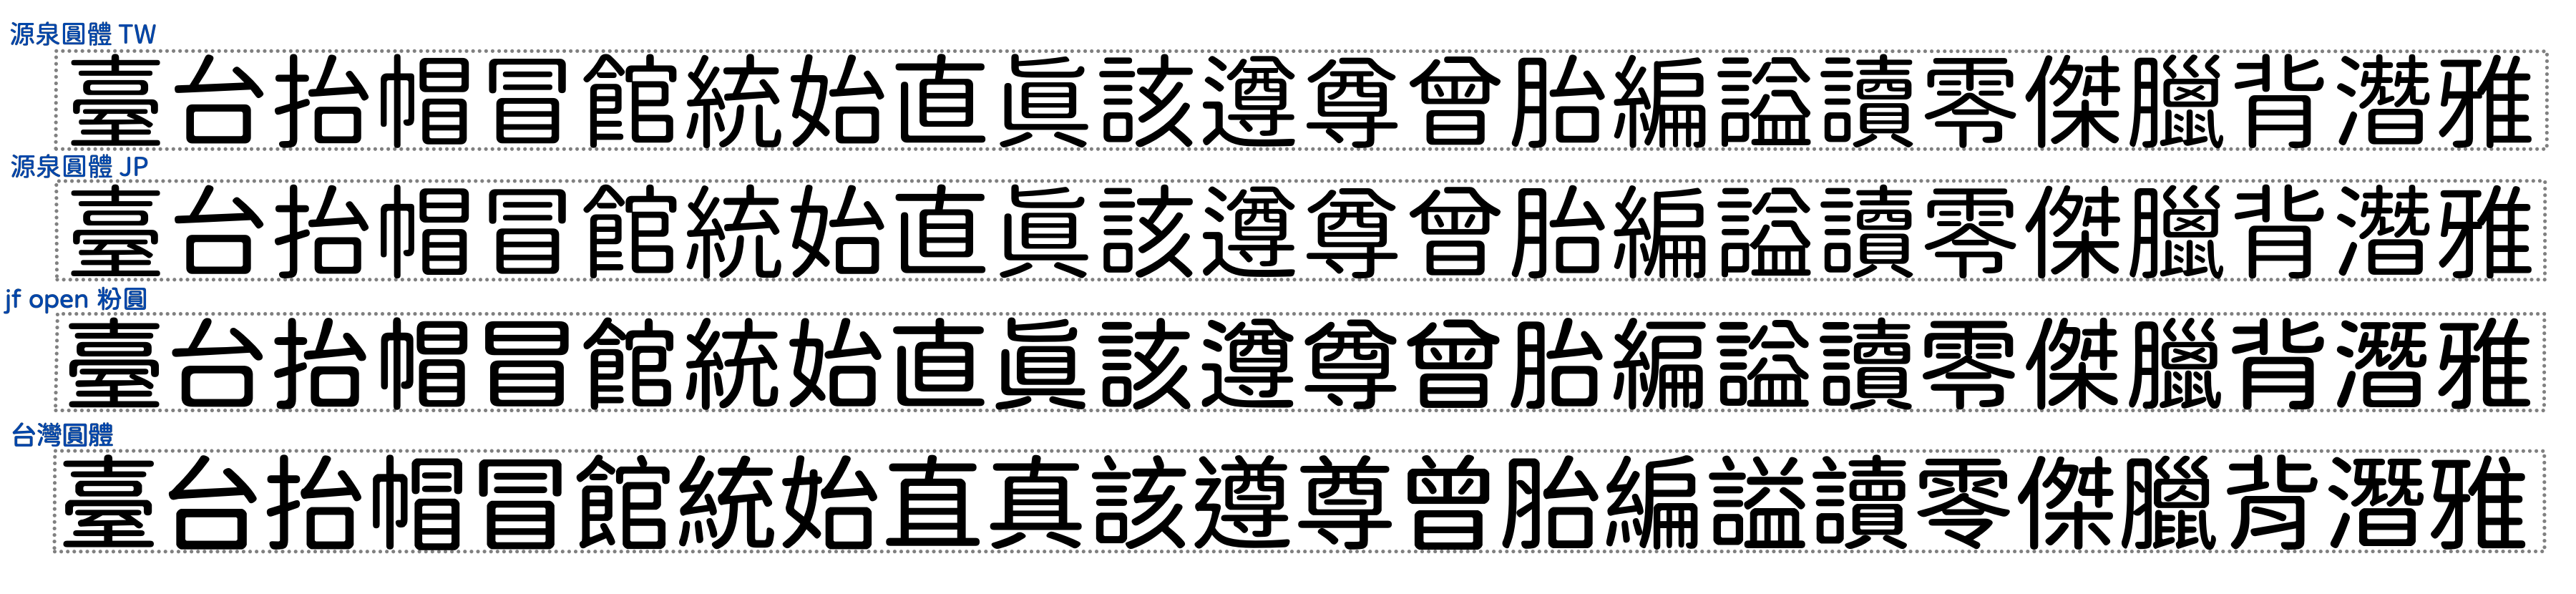 源泉圓體 TW
臺台抬帽冒館統始直眞該遵尊曾胎編謚讀零傑臘背潛雅
源泉圓體 JP
臺台抬帽冒館統始直眞該遵尊曾胎編謚讀零傑臘背潛雅
jf open 粉圓
臺台抬帽冒館統始直眞該遵尊曾胎編謚讀零傑臘背潛雅
台灣圓體
臺台抬帽冒館統始直真該遵尊曾胎編謚讀零傑臘背潛雅